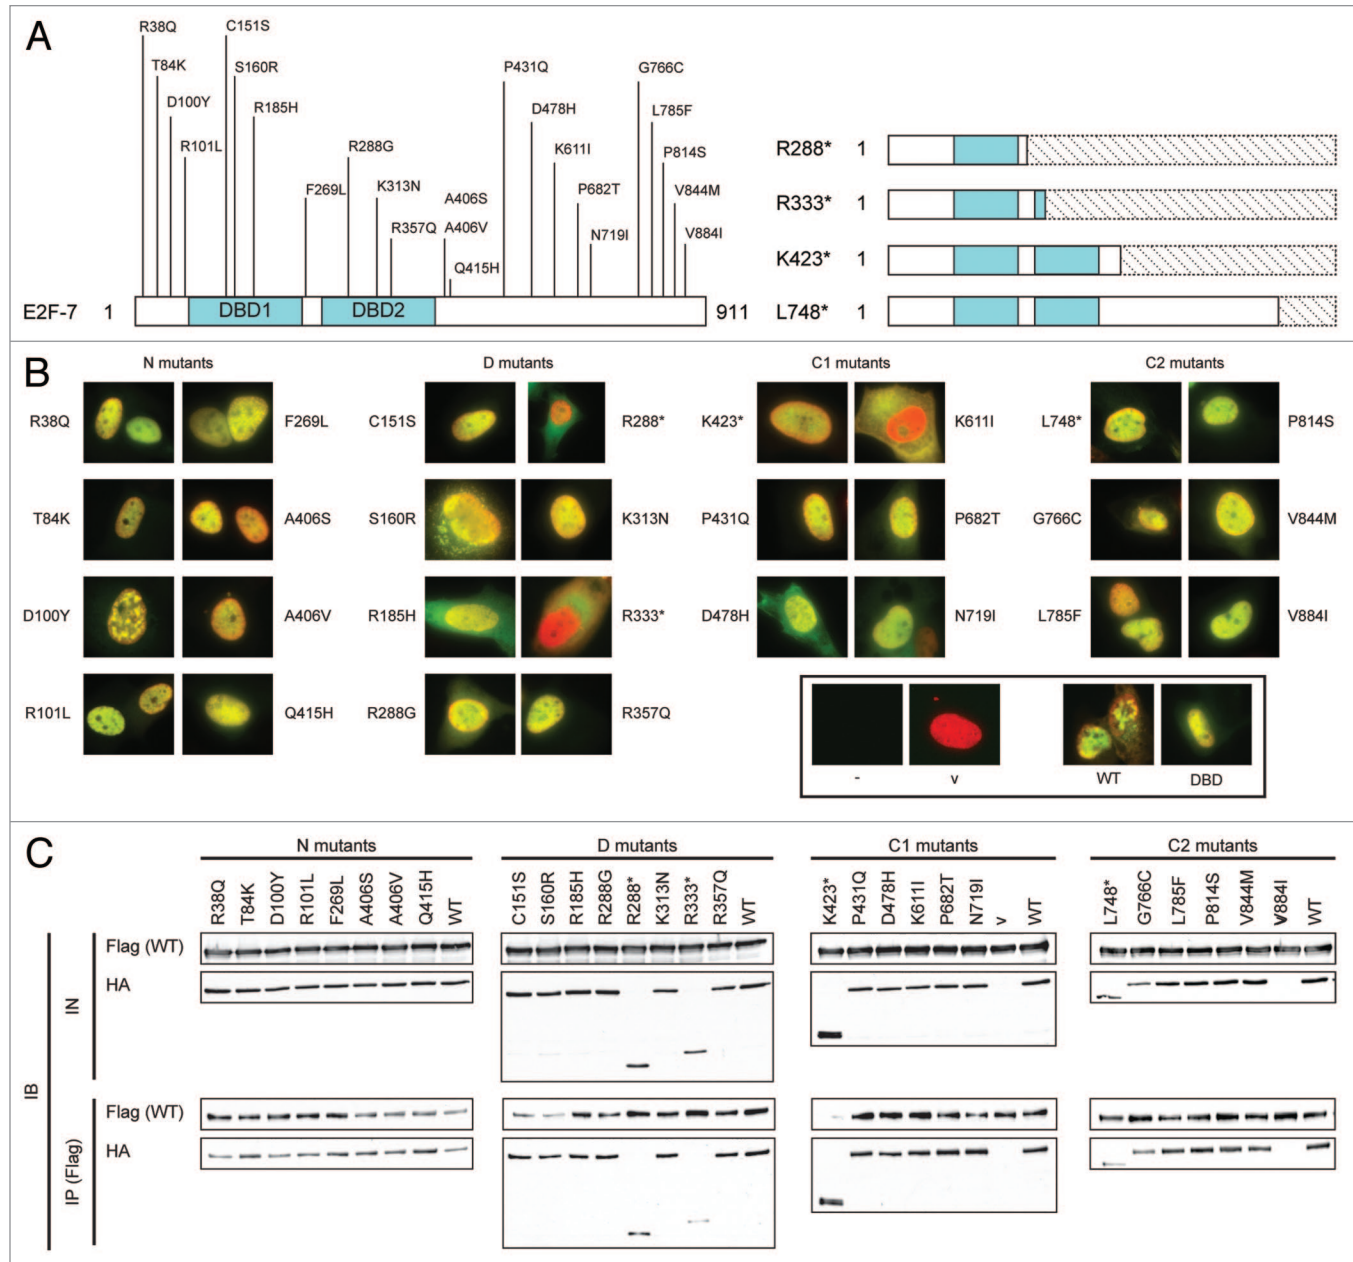 A
R38Q
C151S
T84K
S160R
P431Q
G766C
D100Y
R185H
D478H
L785F
R101L
R288G
K611I
P814S
F269L
K313N
A406S
P682T
V844M
R357Q
A406V
N719I
V884I
Q415H
E2F-7 1 DBD1 DBD2 911
R288* 1
R333* 1
K423* 1
L748* 1
B
N mutants D mutants C1 mutants C2 mutants
R38Q F269L C151S R288* K423* K611I L748* P814S
T84K A406S S160R K313N P431Q P682T G766C V844M
D100Y A406V R185H R333* D478H N719I L785F V884I
R101L Q415H R288G R357Q
- v WT DBD
C
N mutants D mutants C1 mutants C2 mutants
R38Q T84K D100Y R101L F269L A406S A406V Q415H WT
C151S S160R R185H R288G R288* K313N R333* R357Q WT
K423* P431Q D478H K611I P682T N719I v WT
L748* G766C L785F P814S V844M V884I v WT
IB
IN
Flag (WT)
HA
IP (Flag)
Flag (WT)
HA